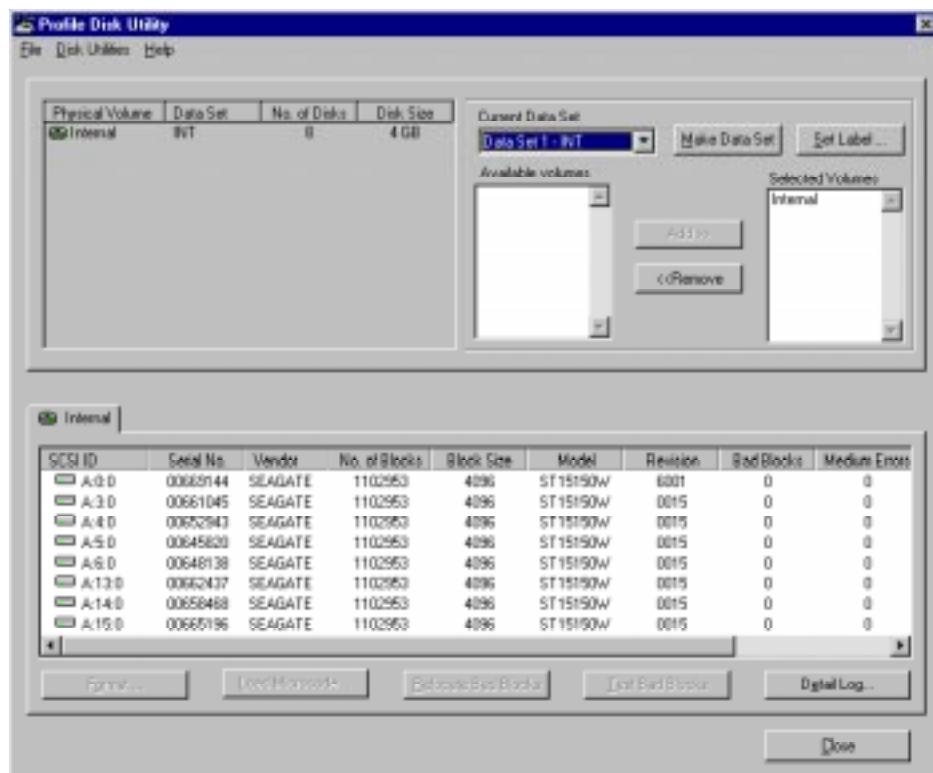 Profile Disk Utility
File Disk Utilities Help
Physical Volume Data Set No. of Disks Disk Size
Internal INT 8 4 GB
Current Data Set
Data Set 1 - INT Make Data Set Set Label ...
Available volumes Selected Volumes
Internal
Add >>
<<Remove
Internal
SCSI ID Serial No. Vendor No. of Blocks Block Size Model Revision Bad Blocks Medium Errors
A:0:0 00669144 SEAGATE 1102953 4096 ST15150W 6001 0 0
A:3:0 00661045 SEAGATE 1102953 4096 ST15150W 0015 0 0
A:4:0 00652943 SEAGATE 1102953 4096 ST15150W 0015 0 0
A:5:0 00645820 SEAGATE 1102953 4096 ST15150W 0015 0 0
A:6:0 00648138 SEAGATE 1102953 4096 ST15150W 0015 0 0
A:13:0 00662437 SEAGATE 1102953 4096 ST15150W 0015 0 0
A:14:0 00658468 SEAGATE 1102953 4096 ST15150W 0015 0 0
A:15:0 00665196 SEAGATE 1102953 4096 ST15150W 0015 0 0
Format... Load Microcode... Relocate Bad Blocks Test Bad Blocks Detail Log...
Close